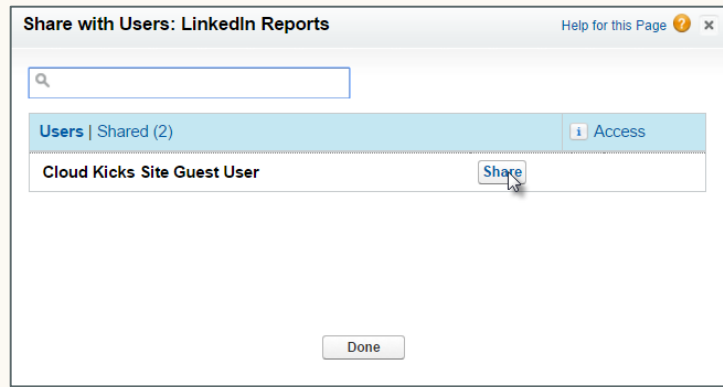 Share with Users: LinkedIn Reports
Help for this Page ?
Users | Shared (2)
i Access
Cloud Kicks Site Guest User
Share
Done